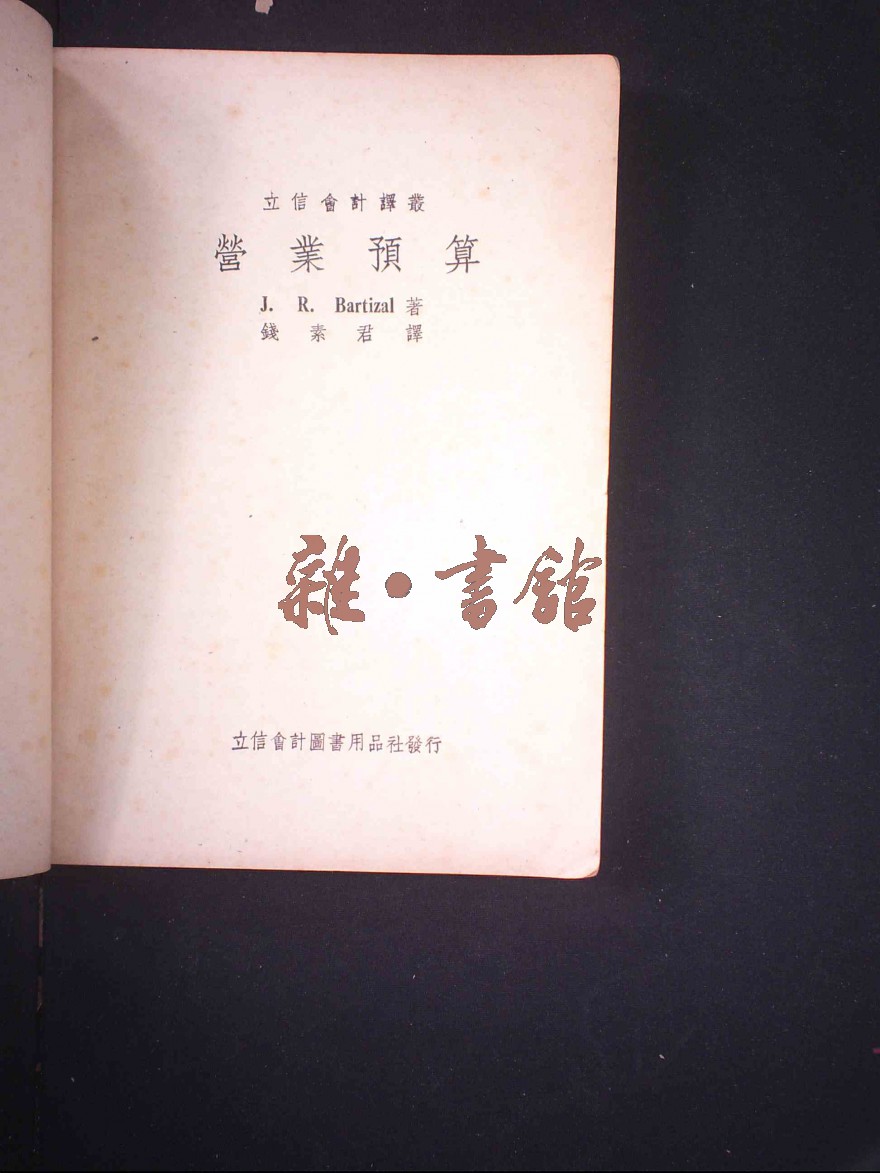 立信會計譯叢
營業預算
J. R. Bartizal 著
錢素君譯
雜·書館
立信會計圖書用品社發行